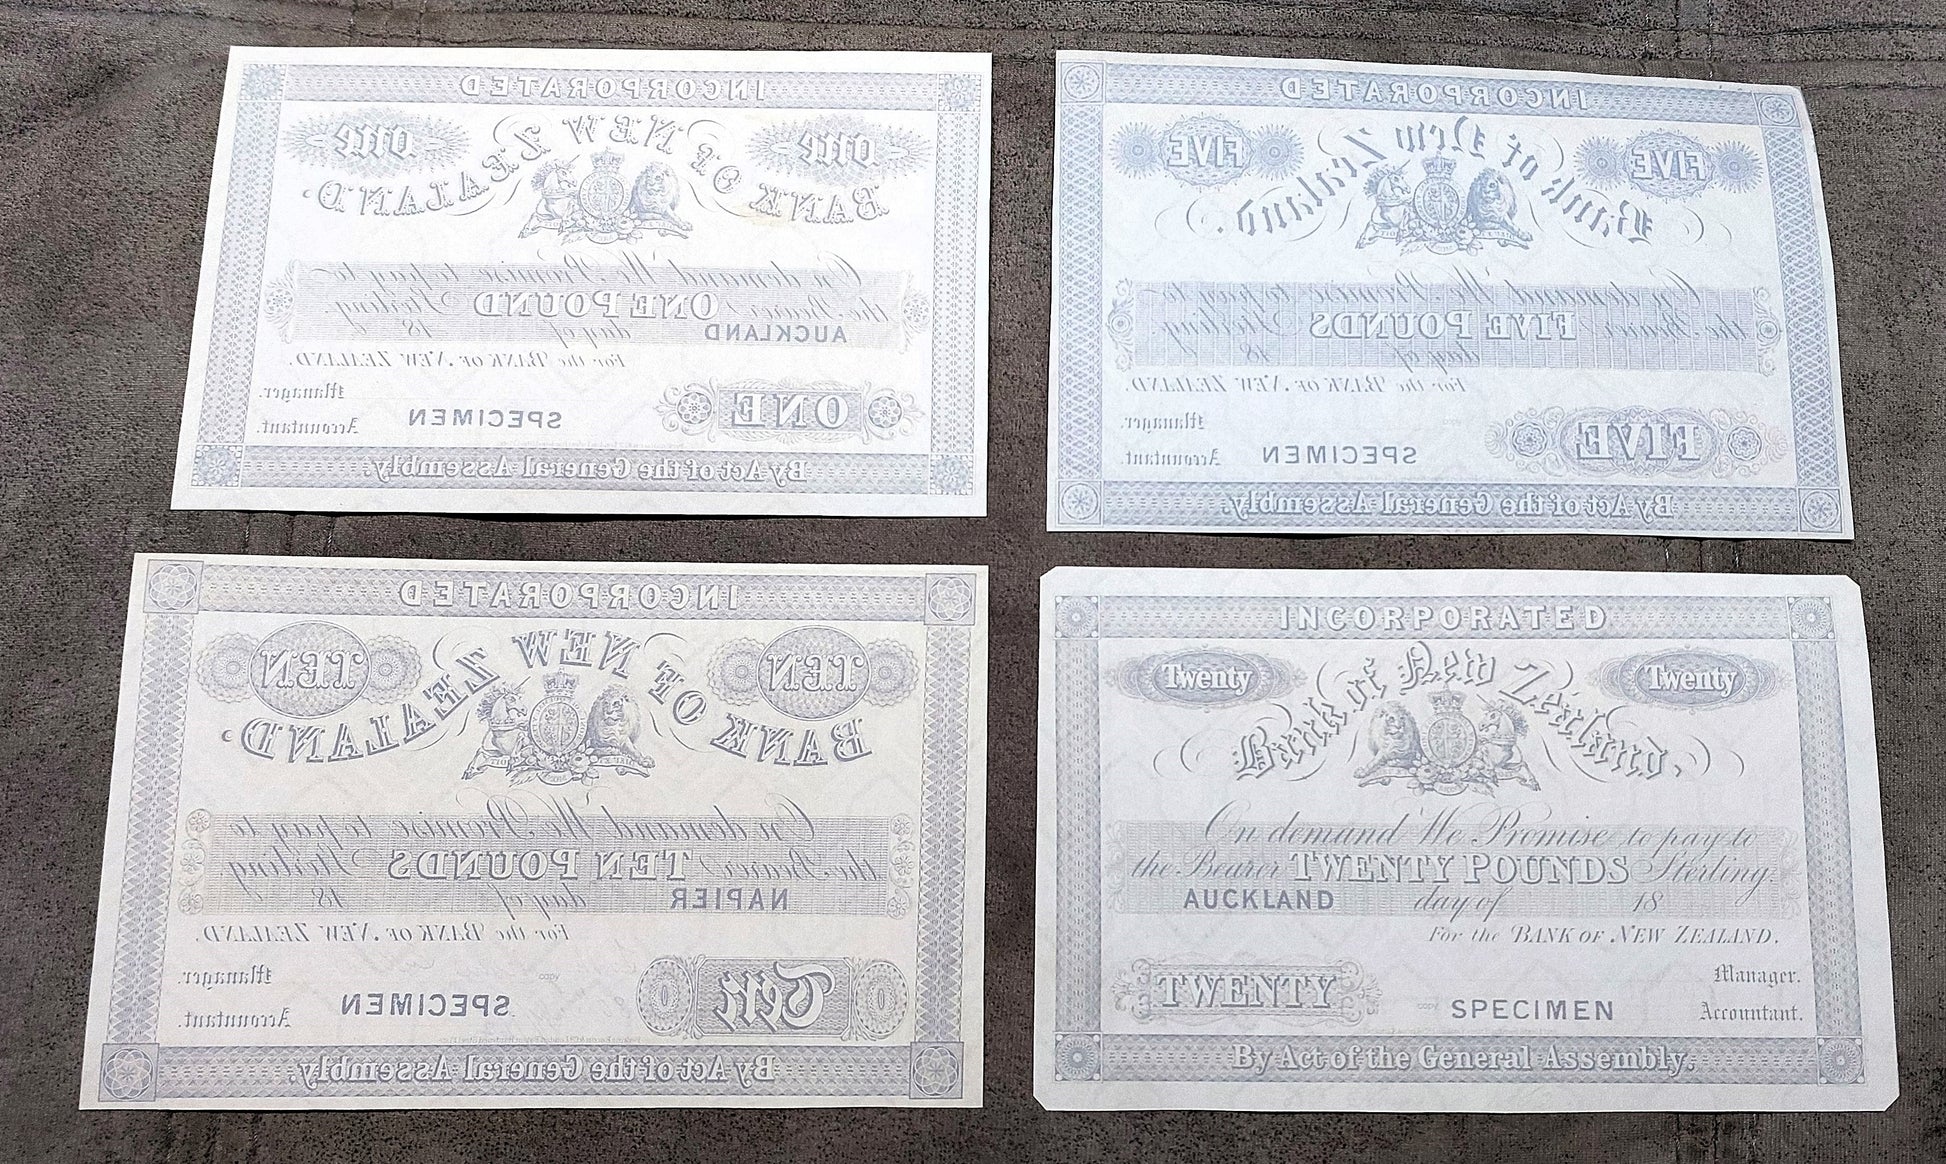 INCORPORATED
one one
BANK OF NEW ZEALAND.
On demand We Promise to pay to
the Bearer ONE POUND Sterling.
AUCKLAND day of 18
For the BANK OF NEW ZEALAND.
Manager.
ONE SPECIMEN Accountant.
By Act of the General Assembly.
INCORPORATED
FIVE FIVE
Bank of New Zealand.
On demand We Promise to pay to
the Bearer FIVE POUNDS Sterling.
day of 18
For the BANK OF NEW ZEALAND.
Manager.
copy
FIVE SPECIMEN Accountant.
By Act of the General Assembly.
INCORPORATED
TEN TEN
BANK OF NEW ZEALAND.
On demand We Promise to pay to
the Bearer TEN POUNDS Sterling.
NAPIER day of 18
For the BANK OF NEW ZEALAND.
copy Manager.
Ten SPECIMEN Accountant.
By Act of the General Assembly.
INCORPORATED
Twenty Twenty
Bank of New Zealand.
On demand We Promise to pay to
the Bearer TWENTY POUNDS Sterling.
AUCKLAND day of 18
For the BANK OF NEW ZEALAND.
Manager.
TWENTY copy SPECIMEN Accountant.
By Act of the General Assembly.